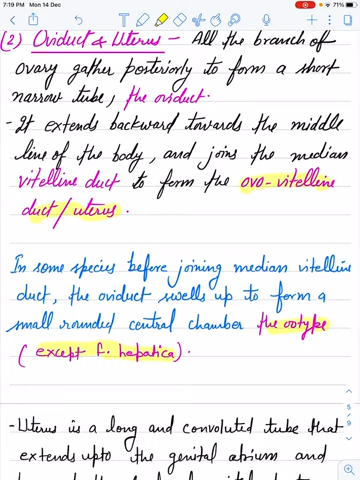 7:19 PM Mon 14 Dec 21%
(2) Oviduct & Uterus - All the branch of
ovary gather posteriorly to form a short
narrow tube, the oviduct.
- It extends backward towards the middle
line of the body, and joins the median
vitelline duct to form the ovo-vitelline
duct/uterus.
In some species before joining median vitelline
duct, the oviduct swells up to form a
small rounded central chamber the ootype
(except f. hepatica).
5
9
- Uterus is a long and convoluted tube that
extends upto the genital atrium and